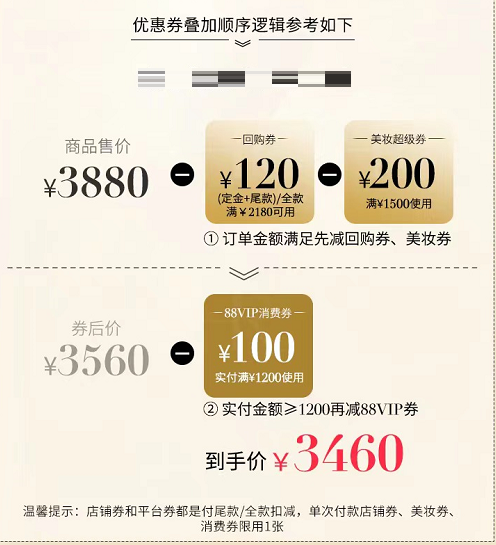 优惠券叠加顺序逻辑参考如下
商品售价
¥3880
回购券
¥120
(定金+尾款)/全款
满¥2180可用
美妆超级券
¥200
满¥1500使用
① 订单金额满足先减回购券、美妆券
券后价
¥3560
88VIP消费券
¥100
实付满¥1200使用
② 实付金额≥1200再减88VIP券
到手价¥3460
温馨提示：店铺券和平台券都是付尾款/全款扣减，单次付款店铺券、美妆券、
消费券限用1张